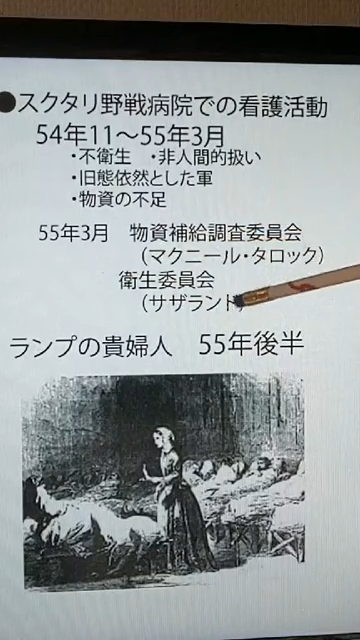 ●スクタリ野戦病院での看護活動
54年11～55年3月
・不衛生　・非人間的扱い
・旧態依然とした軍
・物資の不足
55年3月　物資補給調査委員会
（マクニール・タロック）
衛生委員会
（サザランド）
ランプの貴婦人　55年後半